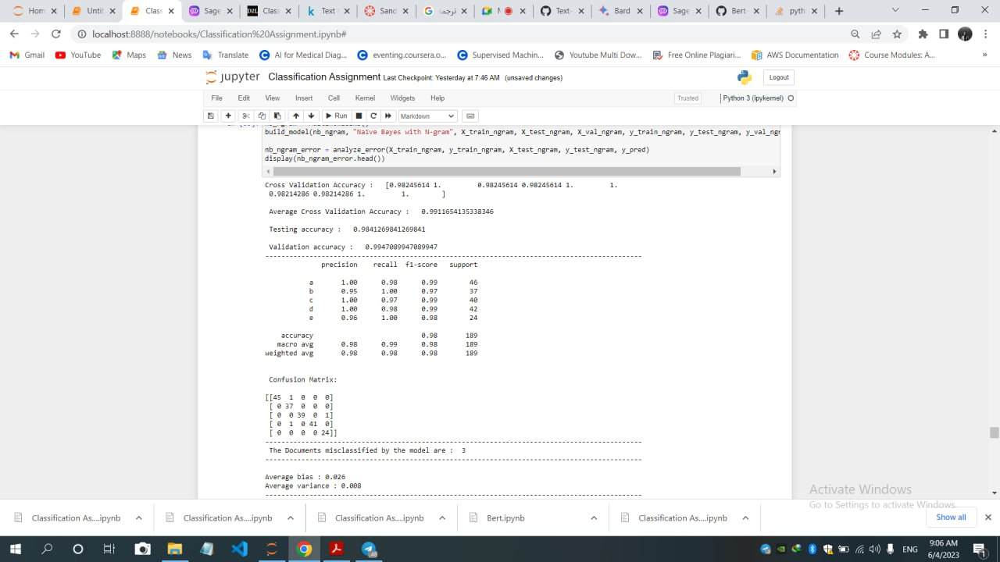 Hom
Untit
Class
Sage
Class
Text
Sand
ترجمة
M
Text-
Bard
Sage
Bert-
pyth
localhost:8888/notebooks/Classification%20Assignment.ipynb#
Gmail
YouTube
Maps
News
Translate
AI for Medical Diag...
eventing.coursera.o...
Supervised Machin...
Youtube Multi Dow...
Free Online Plagiari...
AWS Documentation
Course Modules: A...
»
jupyter Classification Assignment Last Checkpoint: Yesterday at 7:46 AM (unsaved changes)
Logout
File Edit View Insert Cell Kernel Widgets Help
Trusted
Python 3 (ipykernel)
Run
Markdown
build_model(nb_ngram, "Naïve Bayes with N-gram", X_train_ngram, X_test_ngram, X_val_ngram, y_train_ngram, y_test_ngram, y_val_ngr
nb_ngram_error = analyze_error(X_train_ngram, y_train_ngram, X_test_ngram, y_test_ngram, y_pred)
display(nb_ngram_error.head())
Cross Validation Accuracy : [0.98245614 1. 0.98245614 0.98245614 1. 1.
0.98214286 0.98214286 1. 1. ]
Average Cross Validation Accuracy : 0.9911654135338346
Testing accuracy : 0.9841269841269841
Validation accuracy : 0.9947089947089947
precision recall f1-score support
a 1.00 0.98 0.99 46
b 0.95 1.00 0.97 37
c 1.00 0.97 0.99 40
d 1.00 0.98 0.99 42
e 0.96 1.00 0.98 24
accuracy 0.98 189
macro avg 0.98 0.99 0.98 189
weighted avg 0.98 0.98 0.98 189
Confusion Matrix:
[[45 1 0 0 0]
[ 0 37 0 0 0]
[ 0 0 39 0 1]
[ 0 1 0 41 0]
[ 0 0 0 0 24]]
The Documents misclassified by the model are : 3
Average bias : 0.026
Average variance : 0.008
Activate Windows
Go to Settings to activate Windows.
Classification As....ipynb
Classification As....ipynb
Classification As....ipynb
Bert.ipynb
Classification As....ipynb
Show all
ENG
9:06 AM
6/4/2023